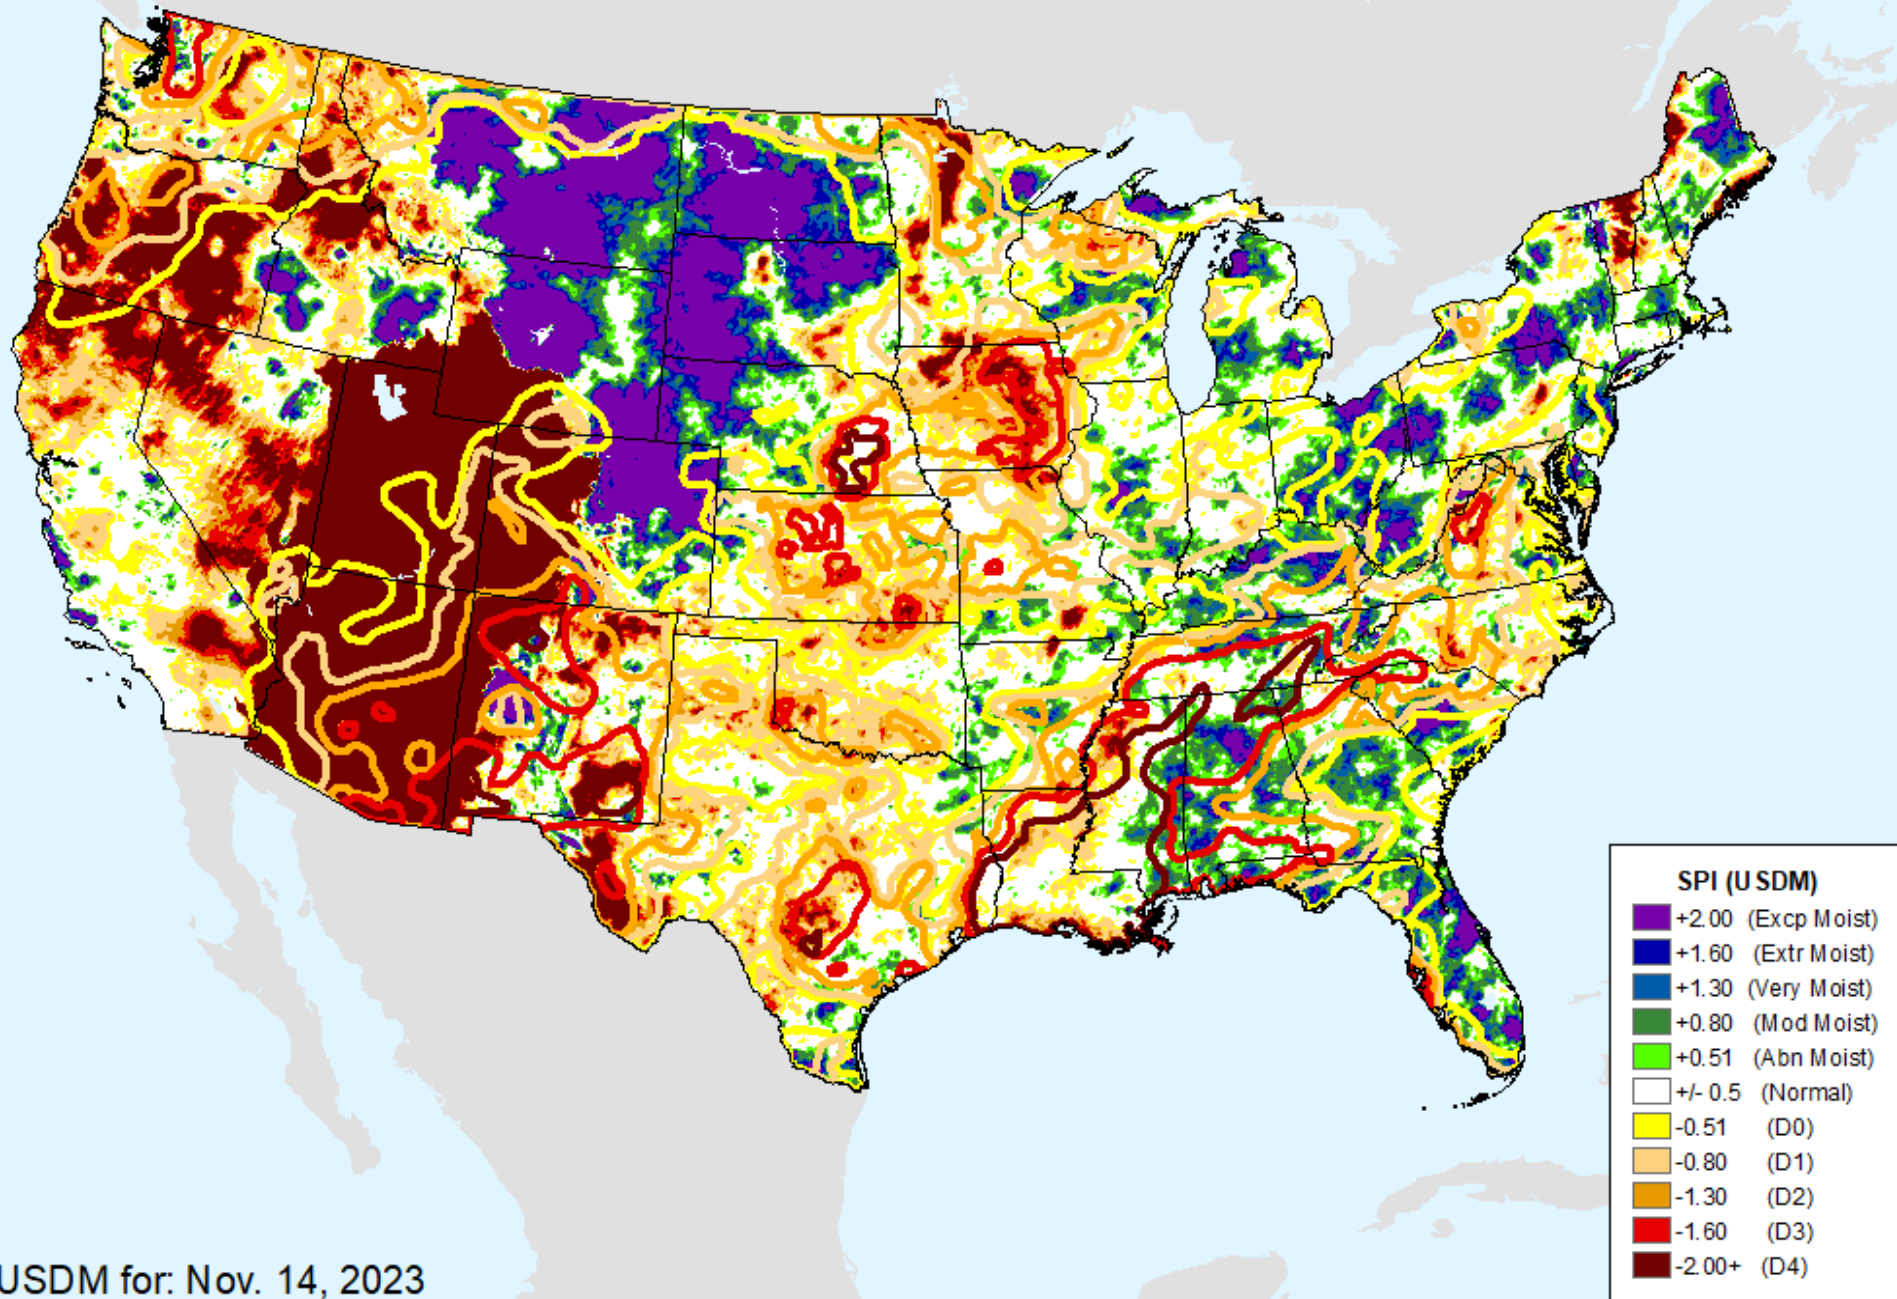 SPI (USDM)
+2.00 (Excp Moist)
+1.60 (Extr Moist)
+1.30 (Very Moist)
+0.80 (Mod Moist)
+0.51 (Abn Moist)
+/- 0.5 (Normal)
-0.51 (D0)
-0.80 (D1)
-1.30 (D2)
-1.60 (D3)
-2.00+ (D4)
USDM for: Nov. 14, 2023